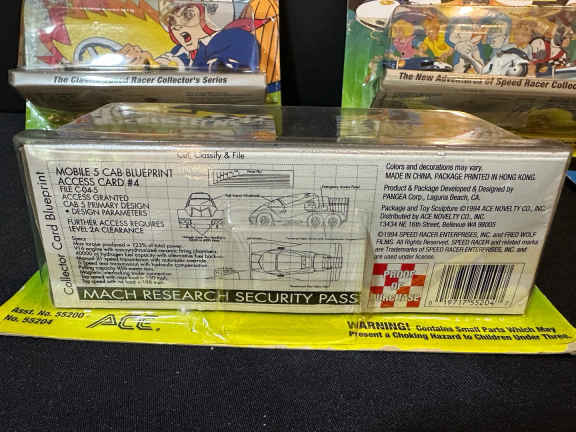 The Classic Speed Racer Collector's Series
The New Adventures of Speed Racer Collec
Cut, Classify & File
Collector Card Blueprint
MOBILE 5 CAB BLUEPRINT
ACCESS CARD #4
FILE C-04-5
ACCESS GRANTED
CAB 5 PRIMARY DESIGN
• DESIGN PARAMETERS
FURTHER ACCESS REQUIRES
LEVEL 2A CLEARANCE
MACH RESEARCH SECURITY PASS
Colors and decorations may vary.
MADE IN CHINA. PACKAGE PRINTED IN HONG KONG.
Product & Package Developed & Designed by
PANGEA Corp., Laguna Beach, CA.
Package and Toy Sculpture ©1994 ACE NOVELTY CO., INC.
Distributed by ACE NOVELTY CO., INC.
13434 NE 16th Street, Bellevue WA 98005
©1994 SPEED RACER ENTERPRISES, INC. AND FRED WOLF
FILMS. All Rights Reserved. SPEED RACER and related marks
are Trademarks of SPEED RACER ENTERPRISES, INC. and
are used under license.
PROOF
OF
PURCHASE
Asst. No. 55200
No. 55204
ACE
WARNING! Contains Small Parts Which May
Present a Choking Hazard to Children Under Three.